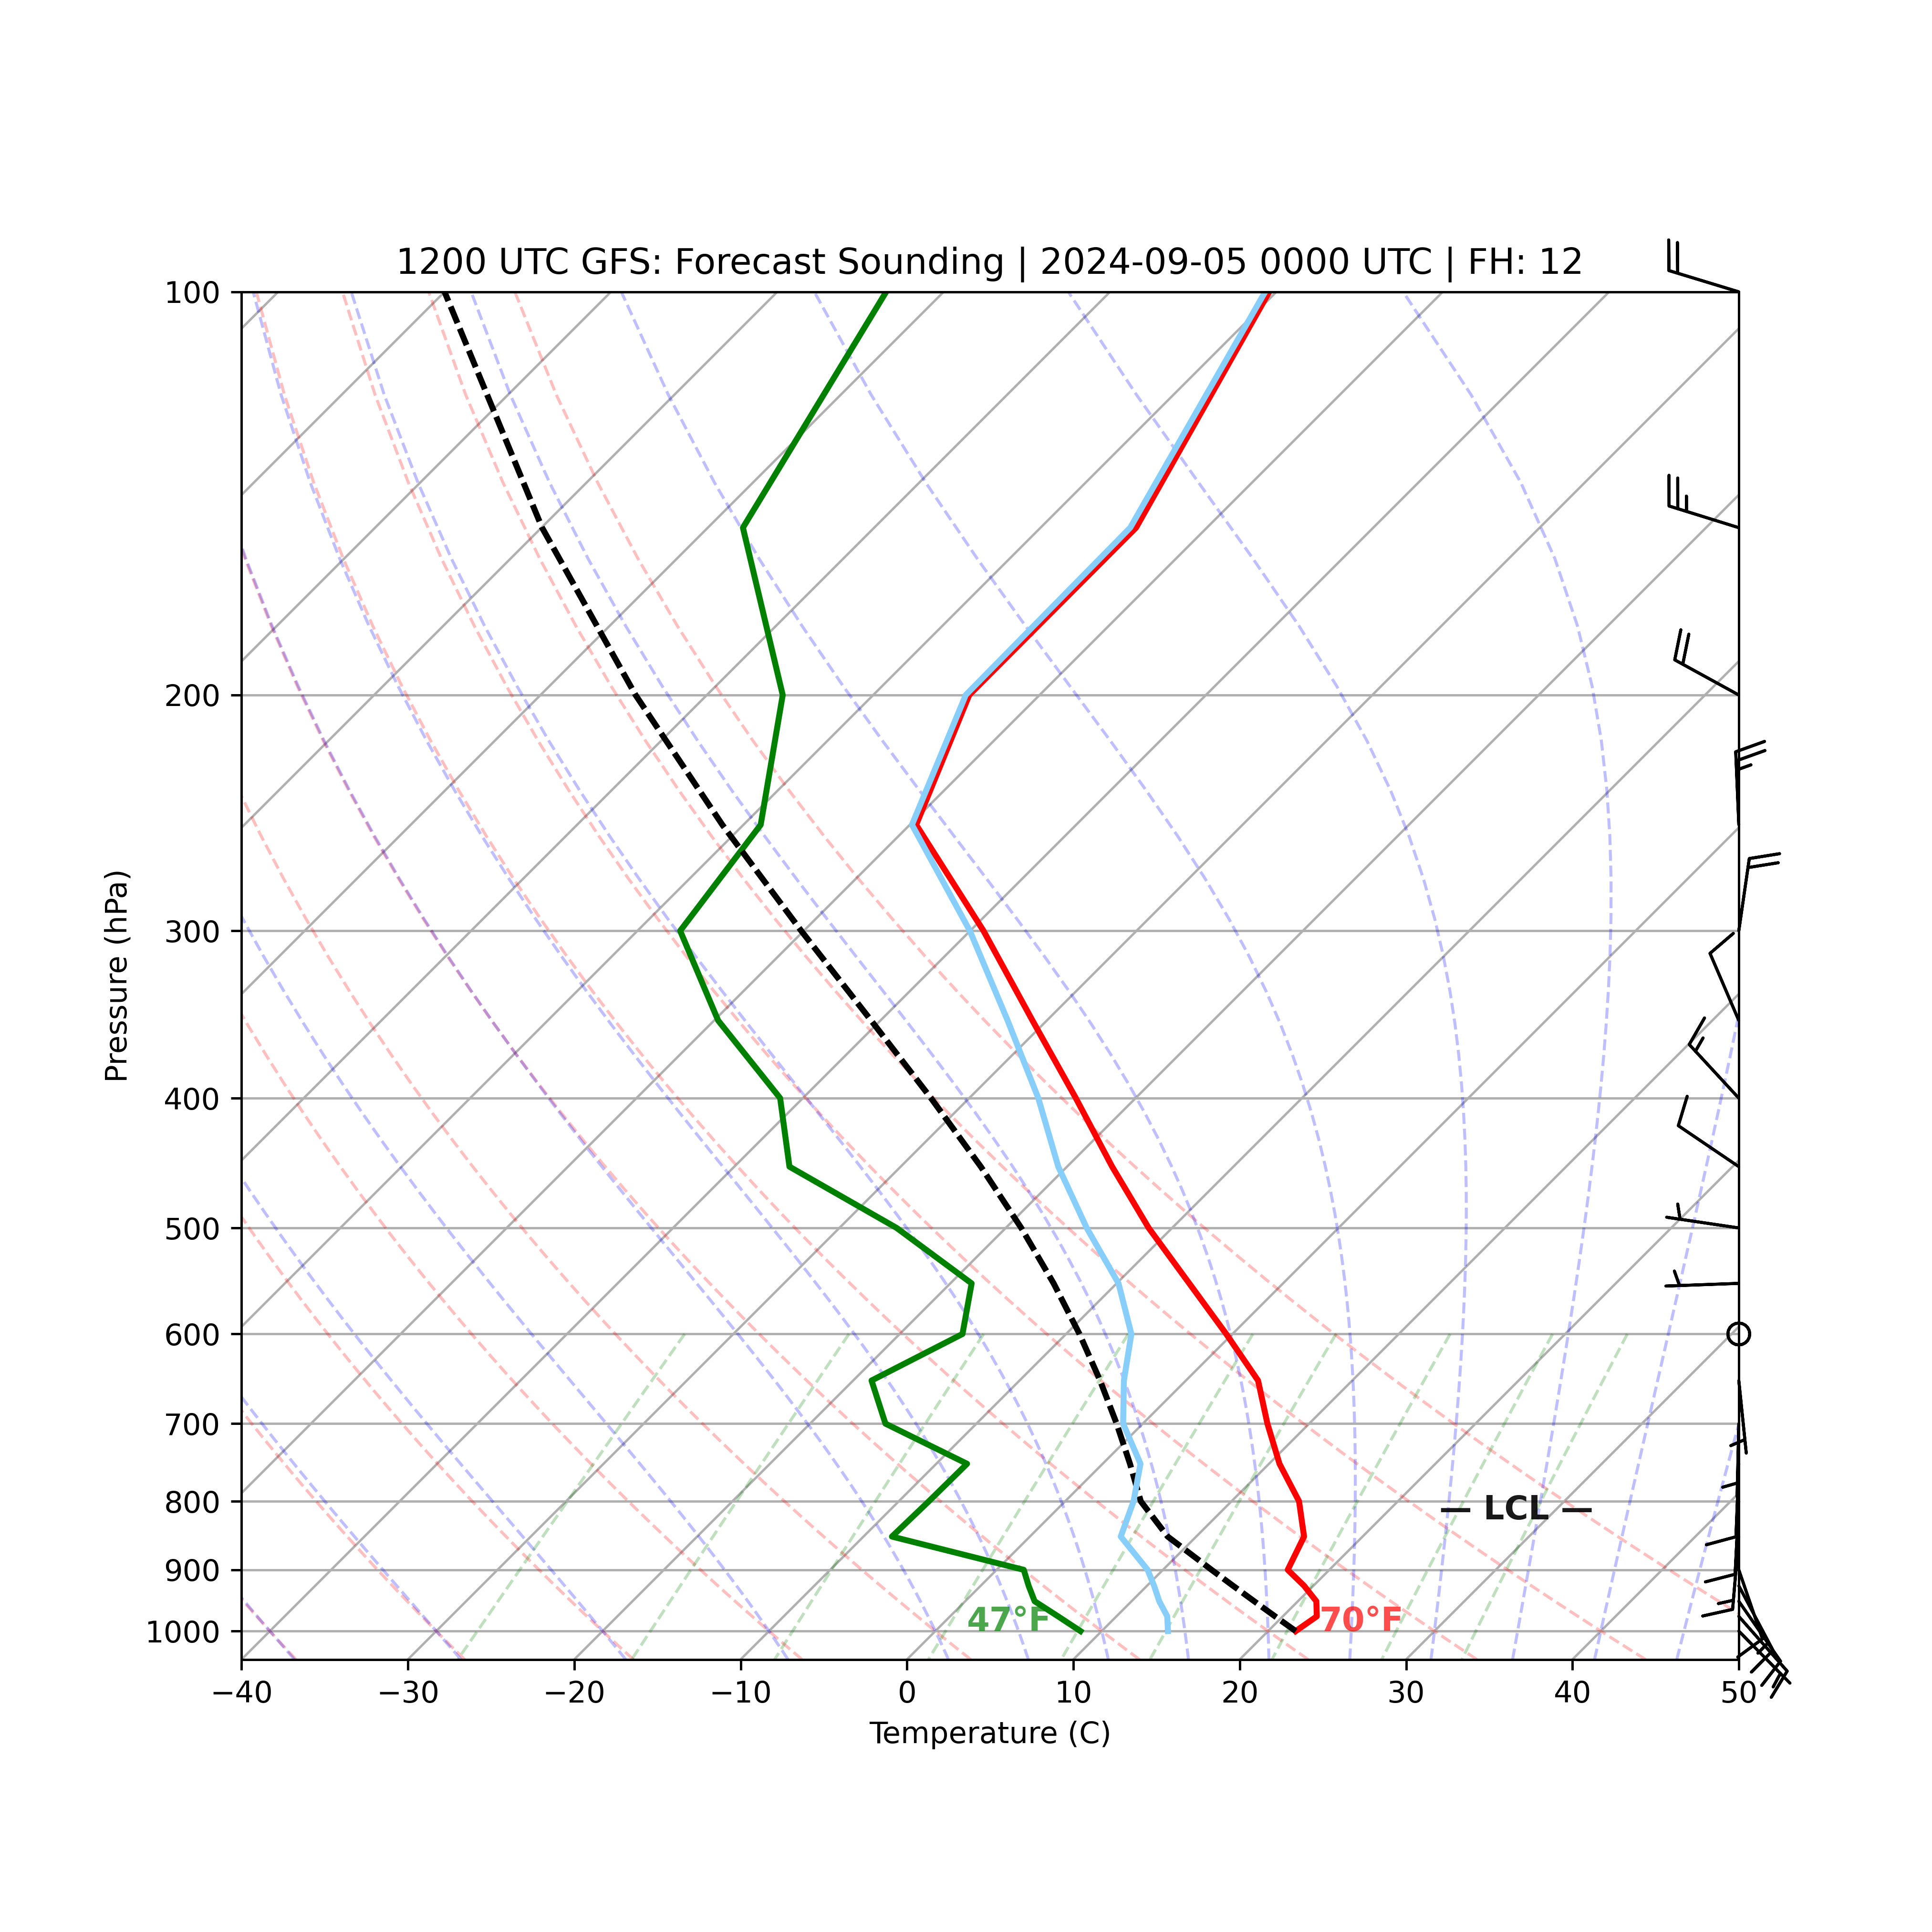 1200 UTC GFS: Forecast Sounding | 2024-09-05 0000 UTC | FH: 12
100
200
300
400
500
600
700
800
900
1000
Pressure (hPa)
— LCL —
47°F
70°F
−40 −30 −20 −10 0 10 20 30 40 50
Temperature (C)